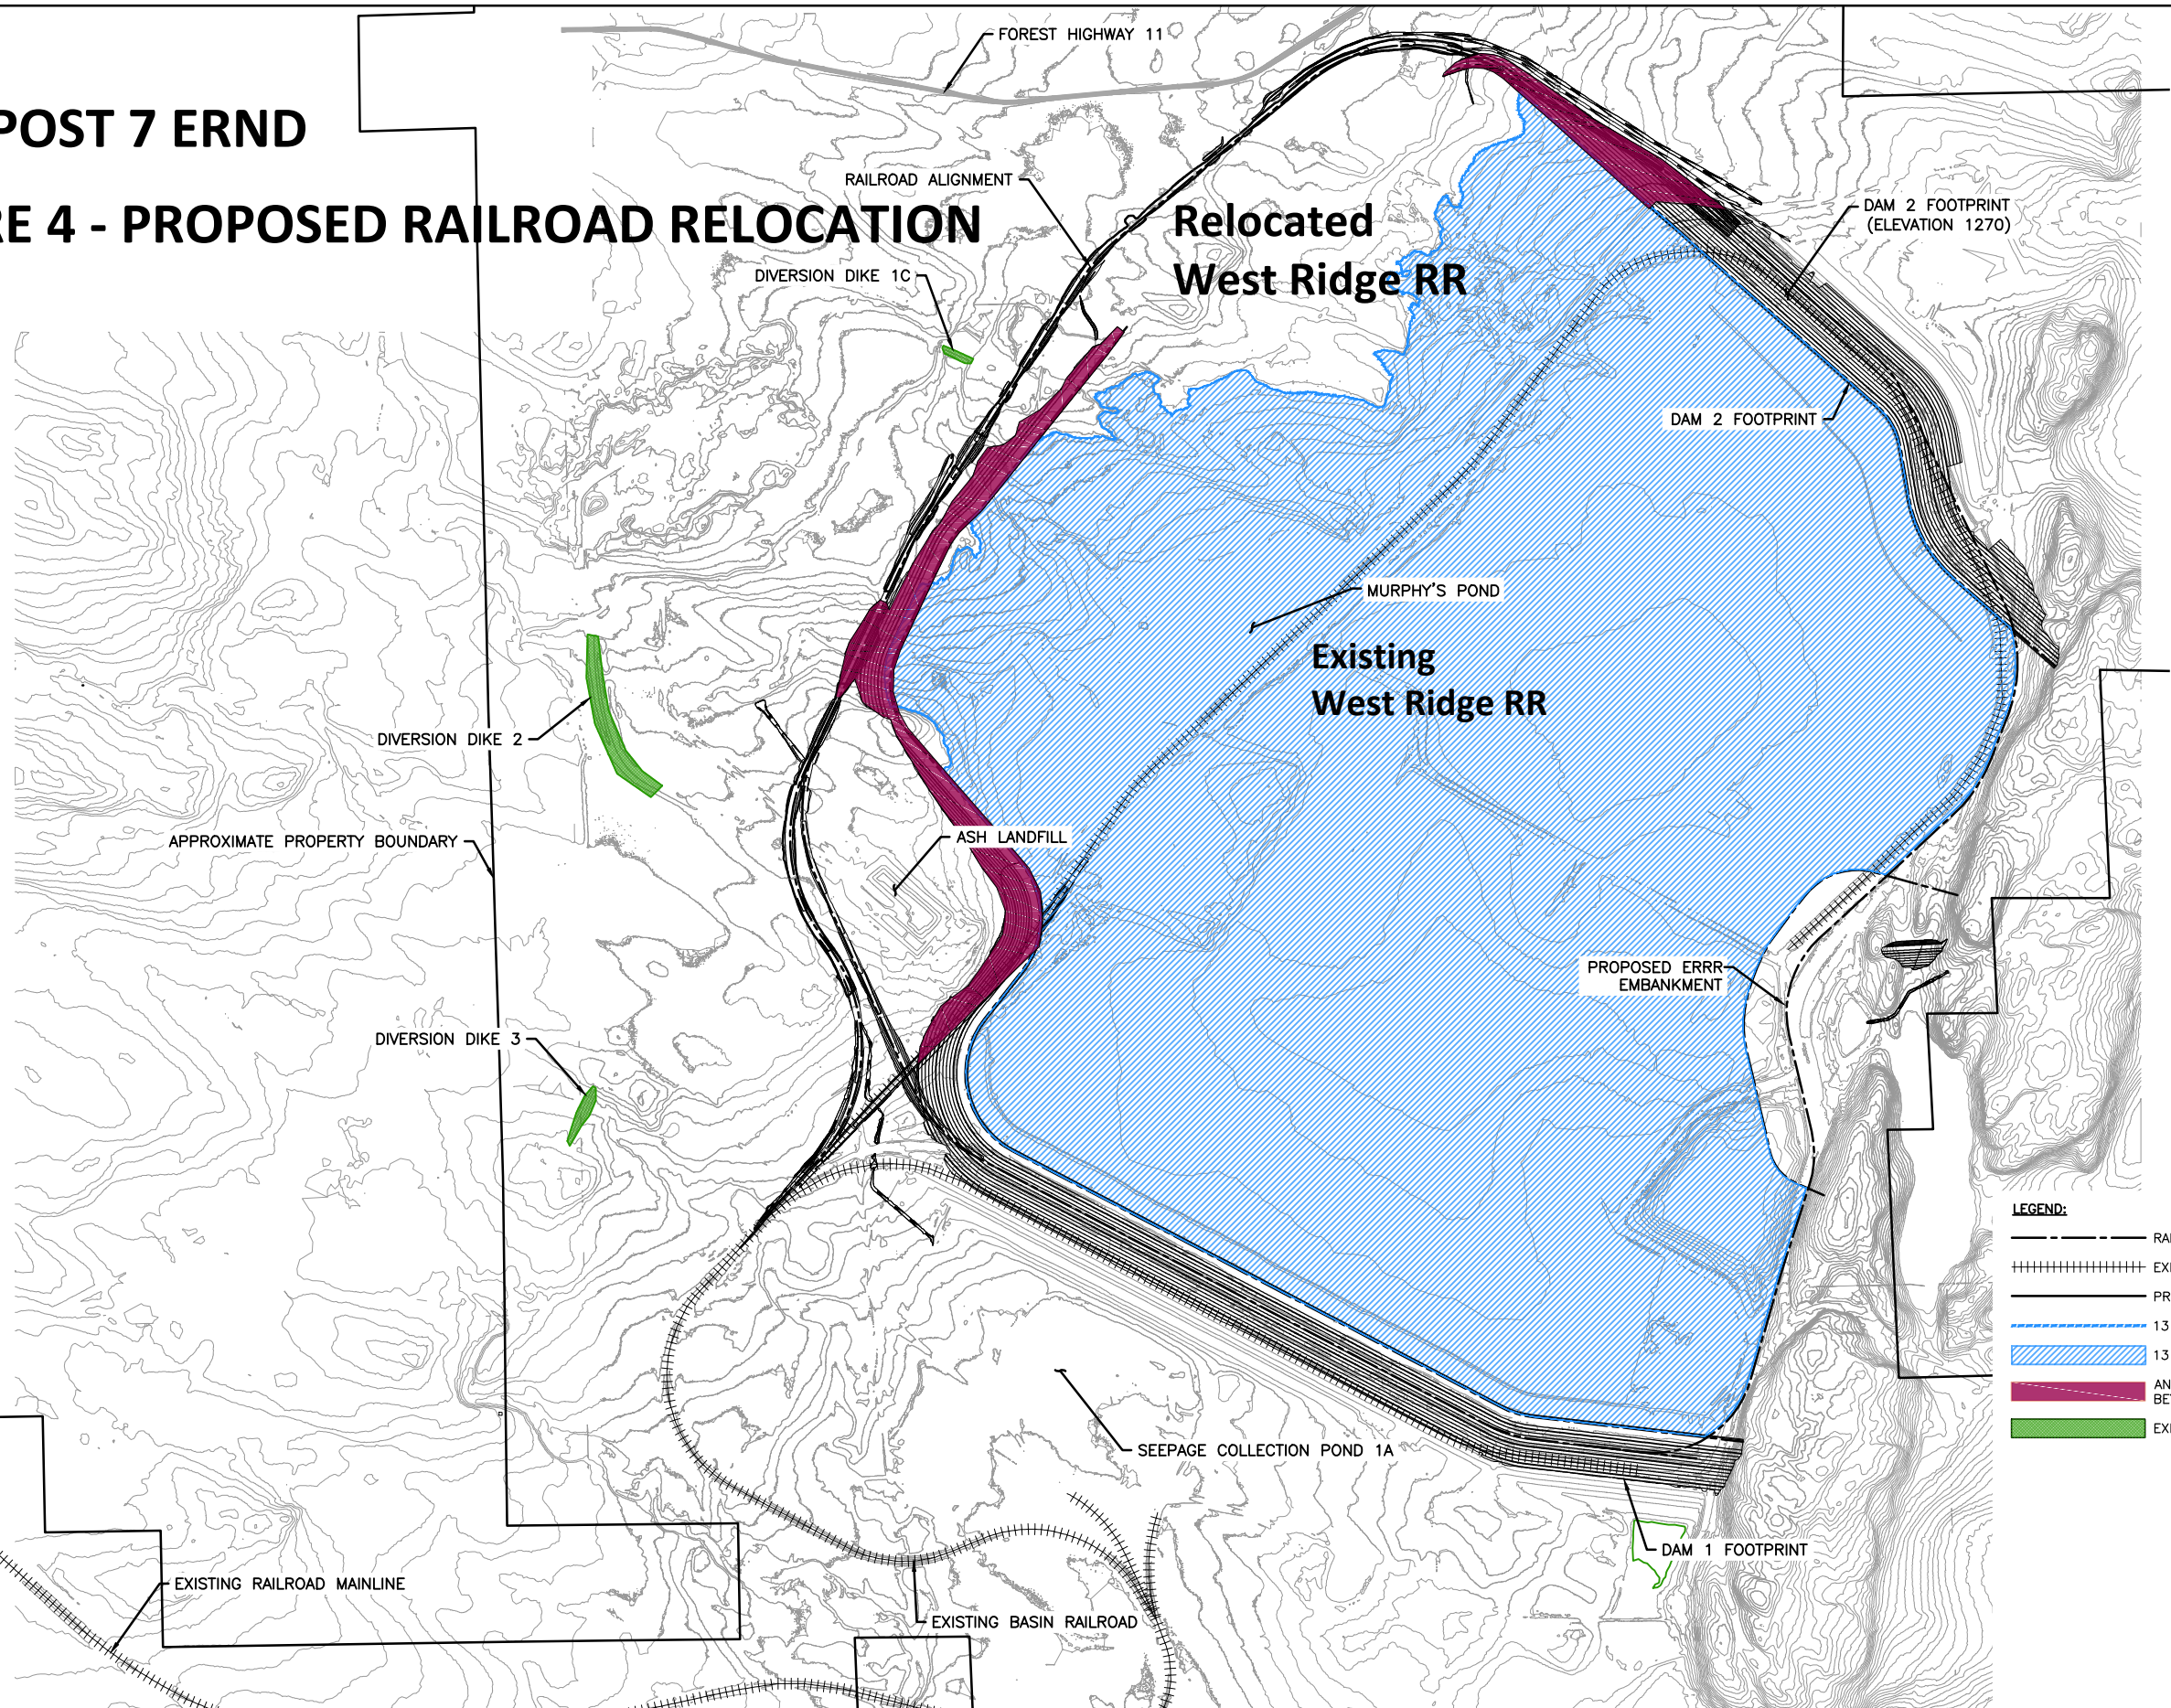 POST 7 ERND
RE 4 - PROPOSED RAILROAD RELOCATION
FOREST HIGHWAY 11
RAILROAD ALIGNMENT
Relocated
West Ridge RR
DIVERSION DIKE 1C
DAM 2 FOOTPRINT
(ELEVATION 1270)
DAM 2 FOOTPRINT
MURPHY'S POND
Existing
West Ridge RR
DIVERSION DIKE 2
APPROXIMATE PROPERTY BOUNDARY
ASH LANDFILL
PROPOSED ERRR
EMBANKMENT
DIVERSION DIKE 3
SEEPAGE COLLECTION POND 1A
DAM 1 FOOTPRINT
EXISTING RAILROAD MAINLINE
EXISTING BASIN RAILROAD
LEGEND:
RA
EXI
PR
13
13
AN
BE
EXI